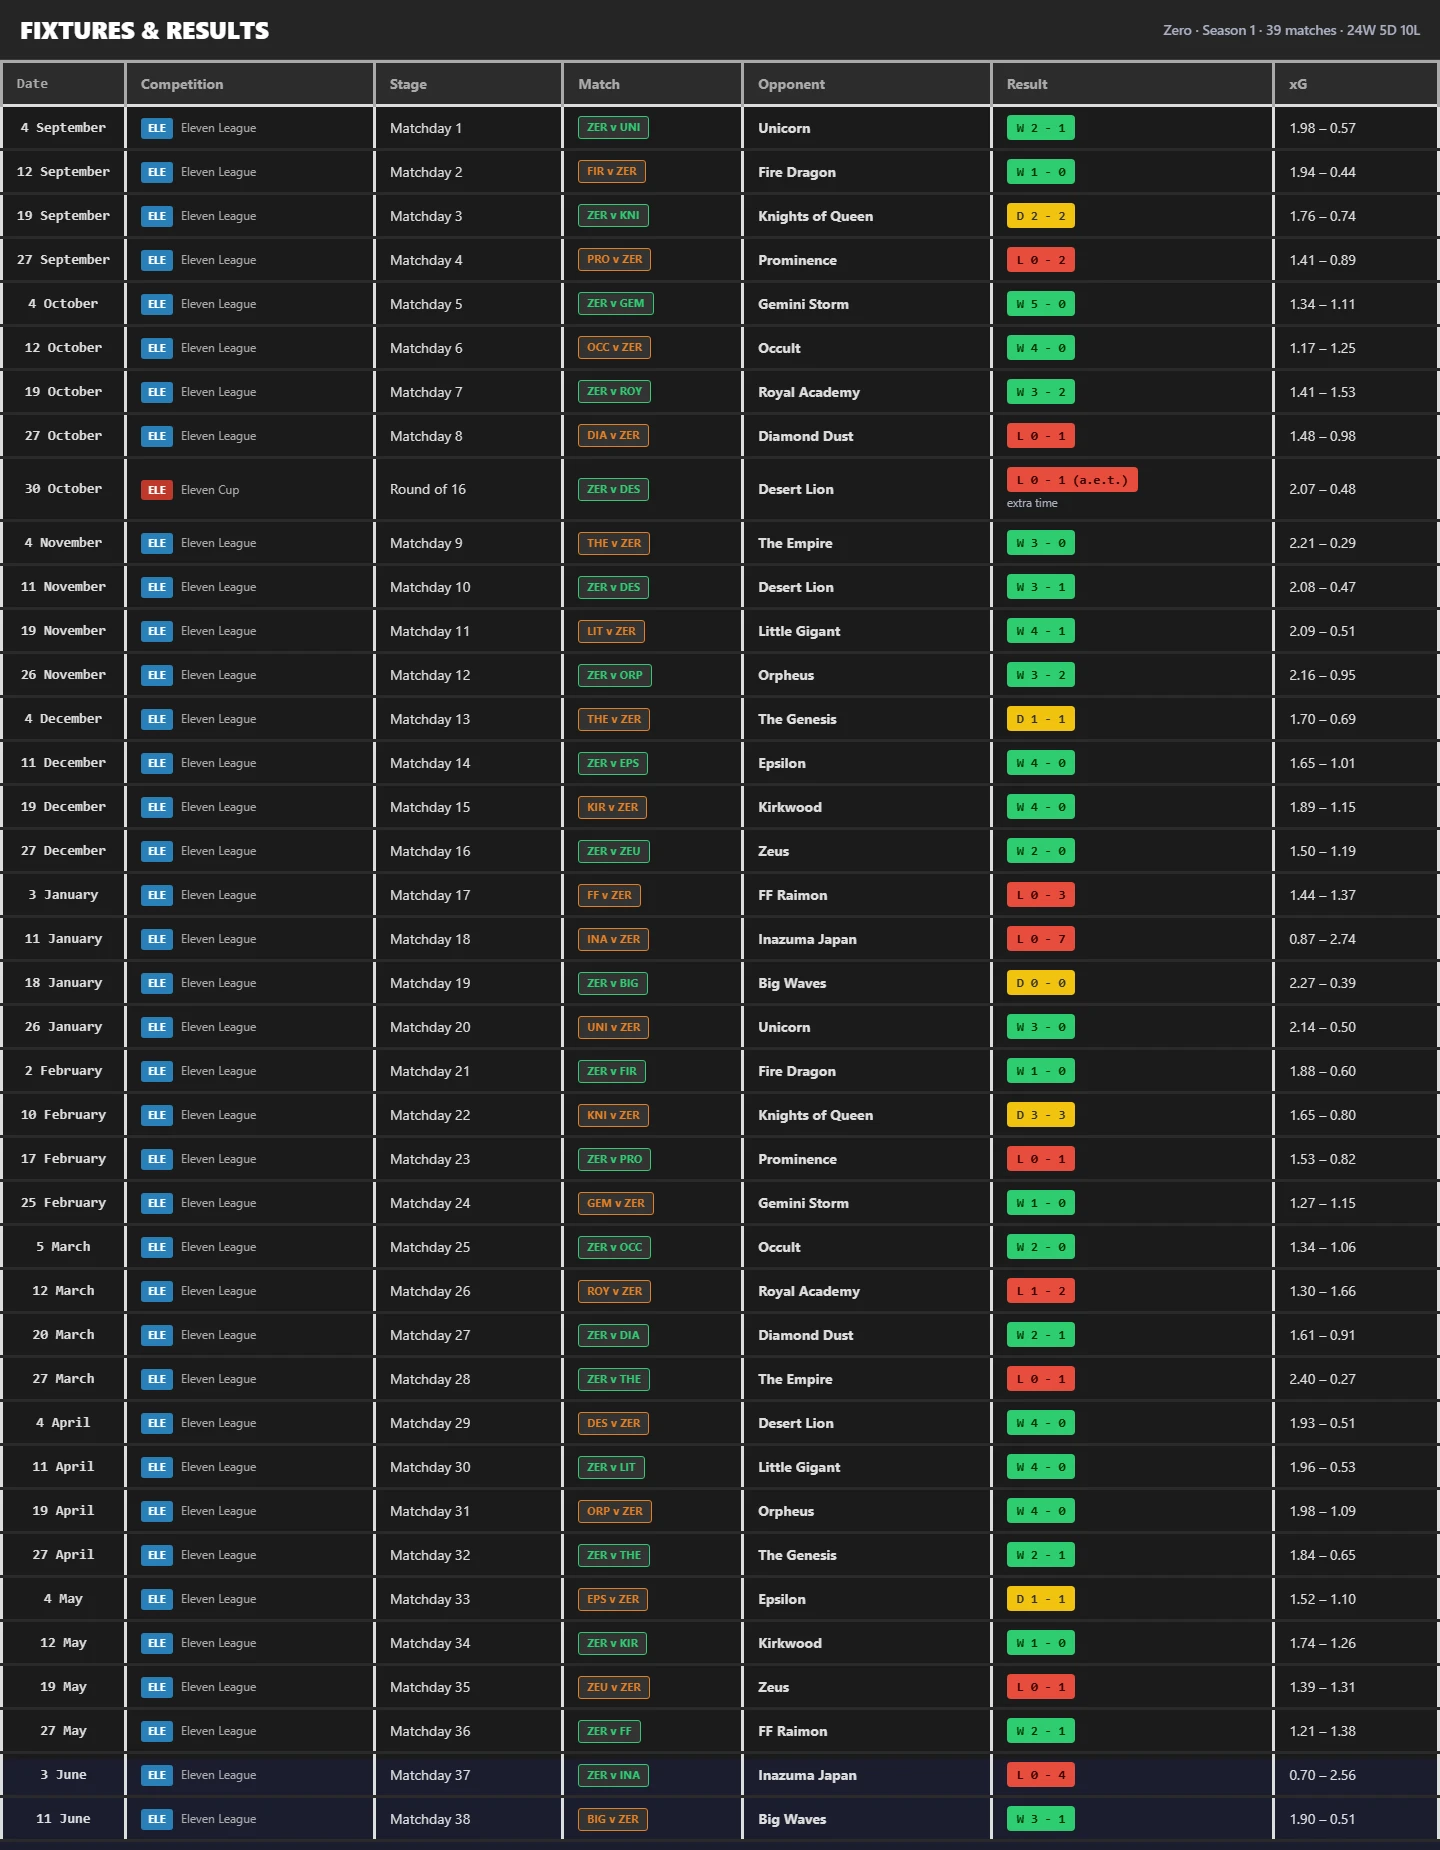 FIXTURES & RESULTS
Zero · Season 1 · 39 matches · 24W 5D 10L
Date Competition Stage Match Opponent Result xG
4 September ELE Eleven League Matchday 1 ZER v UNI Unicorn W 2 - 1 1.98 – 0.57
12 September ELE Eleven League Matchday 2 FIR v ZER Fire Dragon W 1 - 0 1.94 – 0.44
19 September ELE Eleven League Matchday 3 ZER v KNI Knights of Queen D 2 - 2 1.76 – 0.74
27 September ELE Eleven League Matchday 4 PRO v ZER Prominence L 0 - 2 1.41 – 0.89
4 October ELE Eleven League Matchday 5 ZER v GEM Gemini Storm W 5 - 0 1.34 – 1.11
12 October ELE Eleven League Matchday 6 OCC v ZER Occult W 4 - 0 1.17 – 1.25
19 October ELE Eleven League Matchday 7 ZER v ROY Royal Academy W 3 - 2 1.41 – 1.53
27 October ELE Eleven League Matchday 8 DIA v ZER Diamond Dust L 0 - 1 1.48 – 0.98
30 October ELE Eleven Cup Round of 16 ZER v DES Desert Lion L 0 - 1 (a.e.t.) 2.07 – 0.48
extra time
4 November ELE Eleven League Matchday 9 THE v ZER The Empire W 3 - 0 2.21 – 0.29
11 November ELE Eleven League Matchday 10 ZER v DES Desert Lion W 3 - 1 2.08 – 0.47
19 November ELE Eleven League Matchday 11 LIT v ZER Little Gigant W 4 - 1 2.09 – 0.51
26 November ELE Eleven League Matchday 12 ZER v ORP Orpheus W 3 - 2 2.16 – 0.95
4 December ELE Eleven League Matchday 13 THE v ZER The Genesis D 1 - 1 1.70 – 0.69
11 December ELE Eleven League Matchday 14 ZER v EPS Epsilon W 4 - 0 1.65 – 1.01
19 December ELE Eleven League Matchday 15 KIR v ZER Kirkwood W 4 - 0 1.89 – 1.15
27 December ELE Eleven League Matchday 16 ZER v ZEU Zeus W 2 - 0 1.50 – 1.19
3 January ELE Eleven League Matchday 17 FF v ZER FF Raimon L 0 - 3 1.44 – 1.37
11 January ELE Eleven League Matchday 18 INA v ZER Inazuma Japan L 0 - 7 0.87 – 2.74
18 January ELE Eleven League Matchday 19 ZER v BIG Big Waves D 0 - 0 2.27 – 0.39
26 January ELE Eleven League Matchday 20 UNI v ZER Unicorn W 3 - 0 2.14 – 0.50
2 February ELE Eleven League Matchday 21 ZER v FIR Fire Dragon W 1 - 0 1.88 – 0.60
10 February ELE Eleven League Matchday 22 KNI v ZER Knights of Queen D 3 - 3 1.65 – 0.80
17 February ELE Eleven League Matchday 23 ZER v PRO Prominence L 0 - 1 1.53 – 0.82
25 February ELE Eleven League Matchday 24 GEM v ZER Gemini Storm W 1 - 0 1.27 – 1.15
5 March ELE Eleven League Matchday 25 ZER v OCC Occult W 2 - 0 1.34 – 1.06
12 March ELE Eleven League Matchday 26 ROY v ZER Royal Academy L 1 - 2 1.30 – 1.66
20 March ELE Eleven League Matchday 27 ZER v DIA Diamond Dust W 2 - 1 1.61 – 0.91
27 March ELE Eleven League Matchday 28 ZER v THE The Empire L 0 - 1 2.40 – 0.27
4 April ELE Eleven League Matchday 29 DES v ZER Desert Lion W 4 - 0 1.93 – 0.51
11 April ELE Eleven League Matchday 30 ZER v LIT Little Gigant W 4 - 0 1.96 – 0.53
19 April ELE Eleven League Matchday 31 ORP v ZER Orpheus W 4 - 0 1.98 – 1.09
27 April ELE Eleven League Matchday 32 ZER v THE The Genesis W 2 - 1 1.84 – 0.65
4 May ELE Eleven League Matchday 33 EPS v ZER Epsilon D 1 - 1 1.52 – 1.10
12 May ELE Eleven League Matchday 34 ZER v KIR Kirkwood W 1 - 0 1.74 – 1.26
19 May ELE Eleven League Matchday 35 ZEU v ZER Zeus L 0 - 1 1.39 – 1.31
27 May ELE Eleven League Matchday 36 ZER v FF FF Raimon W 2 - 1 1.21 – 1.38
3 June ELE Eleven League Matchday 37 ZER v INA Inazuma Japan L 0 - 4 0.70 – 2.56
11 June ELE Eleven League Matchday 38 BIG v ZER Big Waves W 3 - 1 1.90 – 0.51